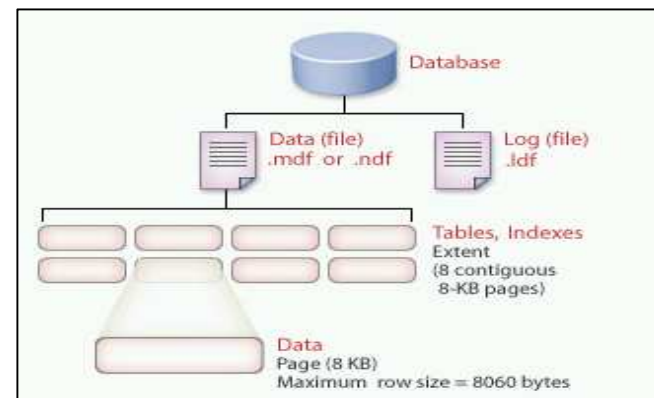 Database
Data (file)
.mdf or .ndf
Log (file)
.ldf
Tables, Indexes
Extent
(8 contiguous
8-KB pages)
Data
Page (8 KB)
Maximum row size = 8060 bytes